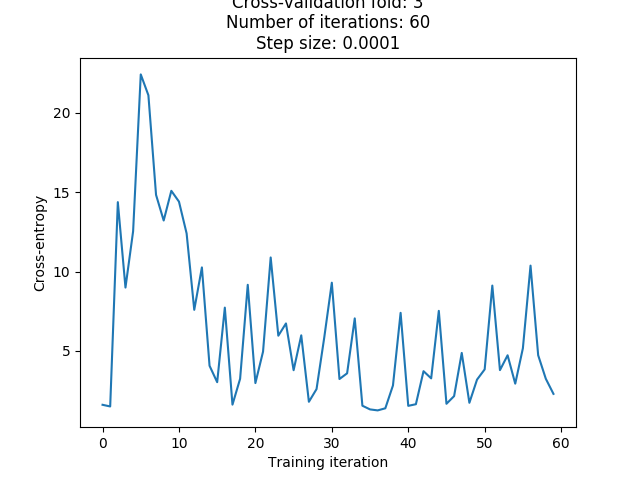 Cross-validation fold: 3
Number of iterations: 60
Step size: 0.0001
20
15
10
5
Cross-entropy
0 10 20 30 40 50 60
Training iteration